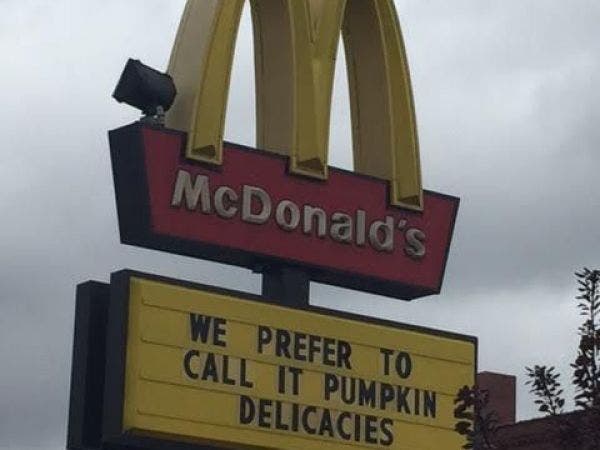 McDonald's
WE PREFER TO
CALL IT PUMPKIN
DELICACIES